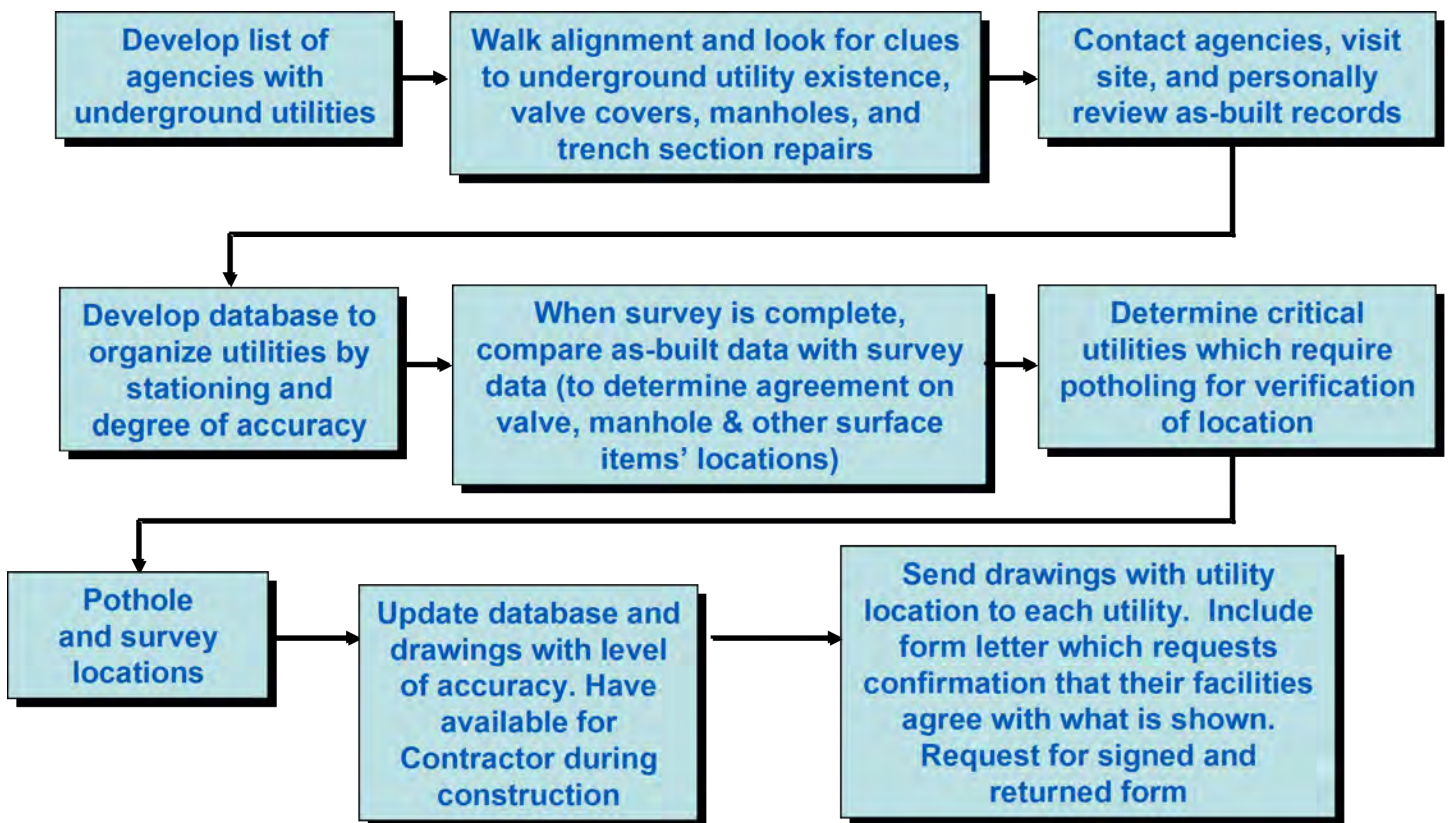 Develop list of
agencies with
underground utilities
Walk alignment and look for clues
to underground utility existence,
valve covers, manholes, and
trench section repairs
Contact agencies, visit
site, and personally
review as-built records
Develop database to
organize utilities by
stationing and
degree of accuracy
When survey is complete,
compare as-built data with survey
data (to determine agreement on
valve, manhole & other surface
items’ locations)
Determine critical
utilities which require
potholing for verification
of location
Pothole
and survey
locations
Update database and
drawings with level
of accuracy. Have
available for
Contractor during
construction
Send drawings with utility
location to each utility.  Include
form letter which requests
confirmation that their facilities
agree with what is shown.
Request for signed and
returned form